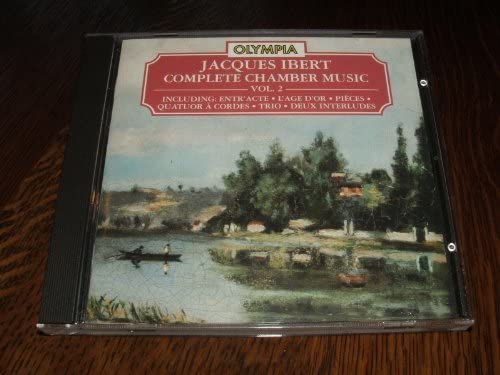 OLYMPIA
JACQUES IBERT
COMPLETE CHAMBER MUSIC
VOL. 2
INCLUDING: ENTR'ACTE • L'AGE D'OR • PIÈCES •
QUATUOR À CORDES • TRIO • DEUX INTERLUDES